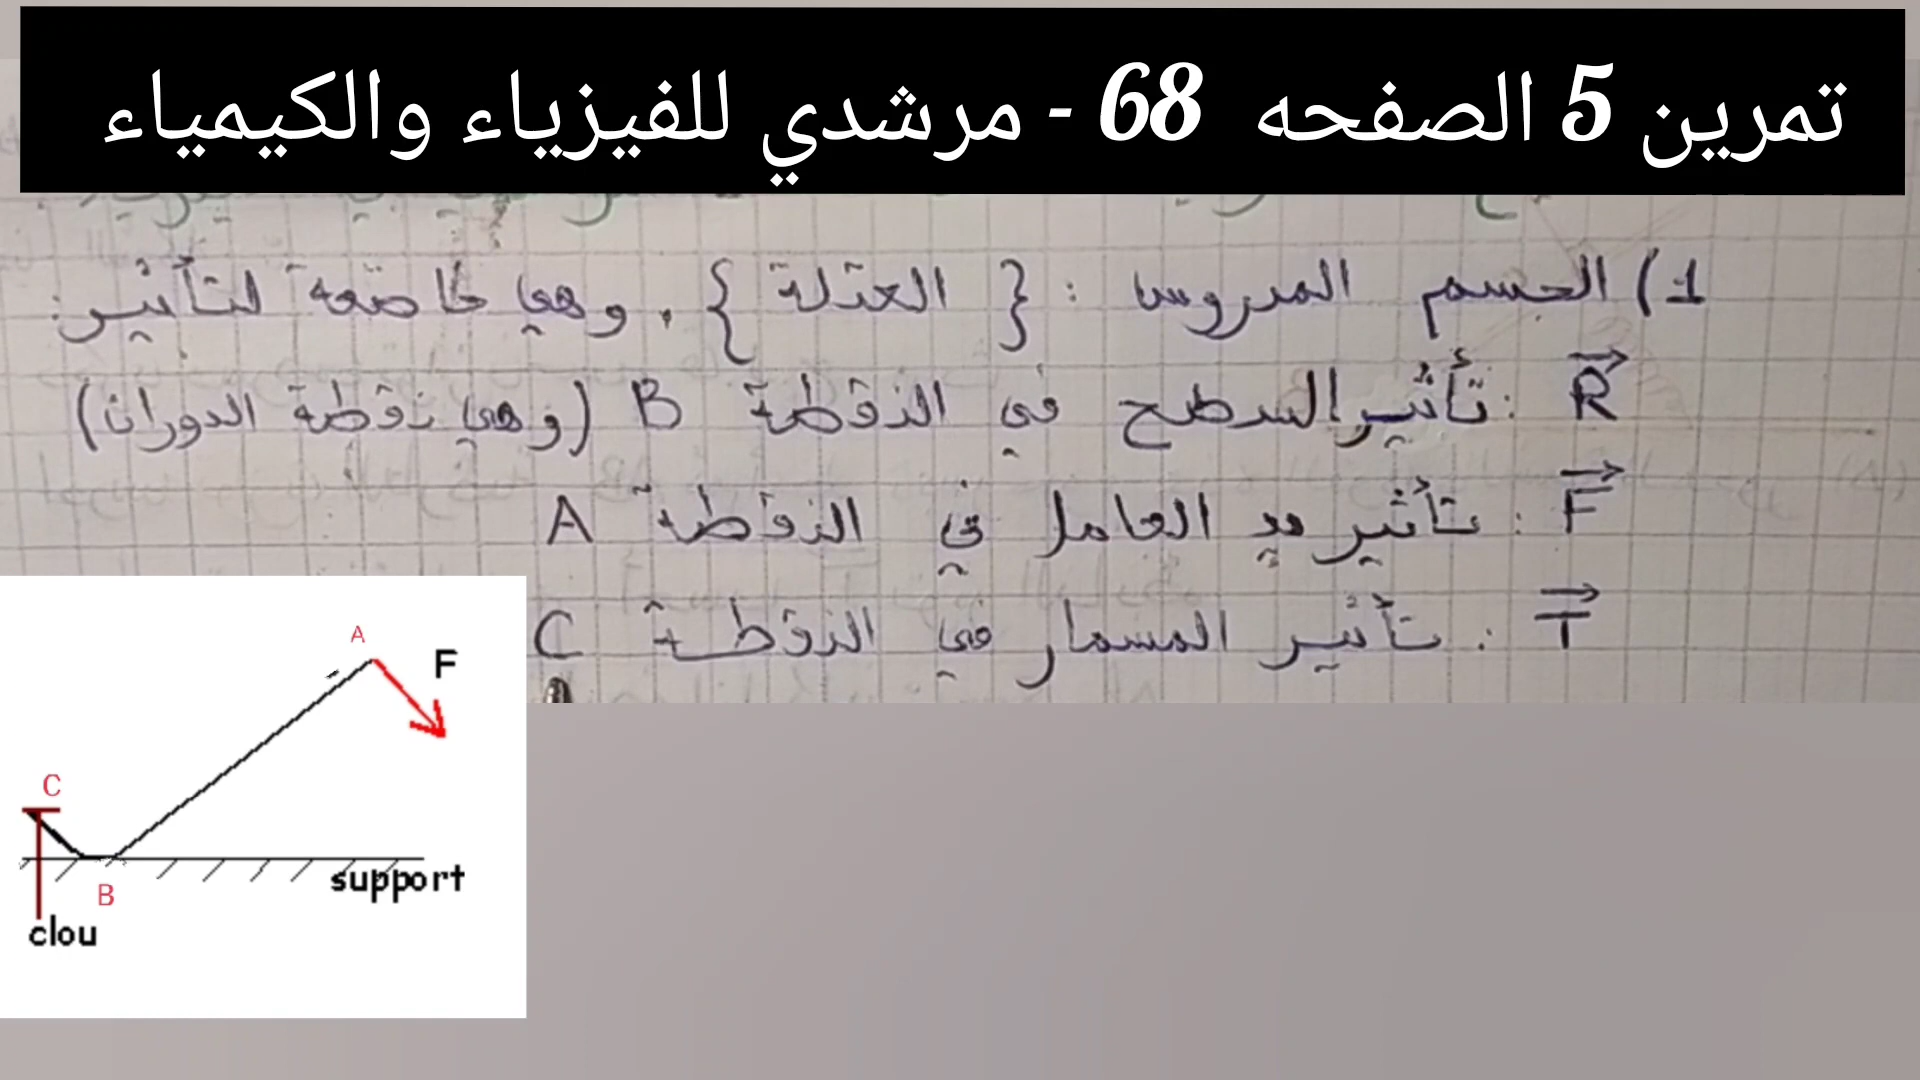 تمرين 5 الصفحه 68 - مرشدي للفيزياء والكيمياء
1) الجسم المدروس : { العتلة } . وهي خاضعة لتأثير :
R : تأثير السطح في النقطة B (وهي نقطة الدوران)
F : تأثير يد العامل في النقطة A
T : تأثير المسمار في النقطة C
A
F
C
support
B
clou